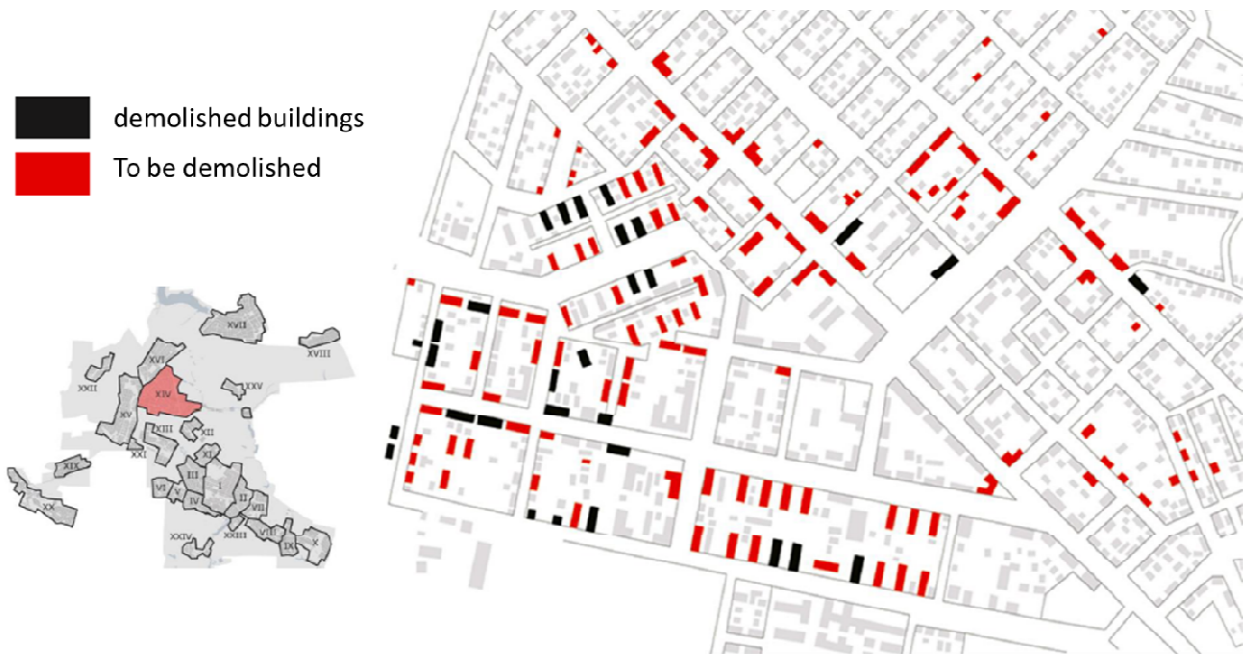 demolished buildings
To be demolished
XVII
XVIII
XVI
XXII
XIV
XXV
XV
XIII
XII
XXI
XI
XIX
III
I
XX
VI
V
IV
II
VII
XXIII
VIII
XXIV
IX
X